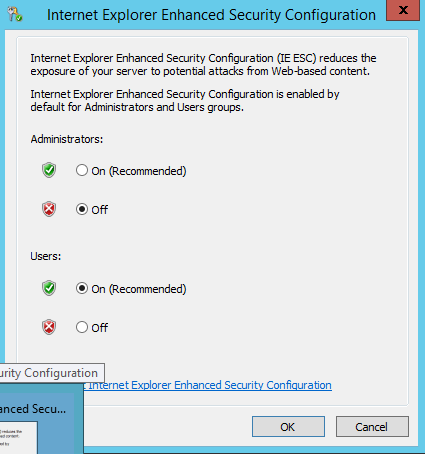 Internet Explorer Enhanced Security Configuration
x
Internet Explorer Enhanced Security Configuration (IE ESC) reduces the
exposure of your server to potential attacks from Web-based content.
Internet Explorer Enhanced Security Configuration is enabled by
default for Administrators and Users groups.
Administrators:
On (Recommended)
Off
Users:
On (Recommended)
Off
urity Configuration
Internet Explorer Enhanced Security Configuration
anced Secu...
OK
Cancel